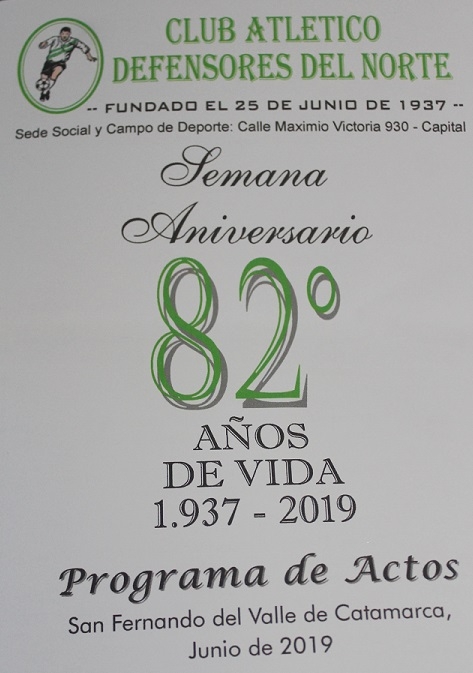 CLUB ATLETICO
DEFENSORES DEL NORTE
-- FUNDADO EL 25 DE JUNIO DE 1937 --
Sede Social y Campo de Deporte: Calle Maximio Victoria 930 - Capital
Semana
Aniversario
82º
AÑOS
DE VIDA
1.937 - 2019
Programa de Actos
San Fernando del Valle de Catamarca,
Junio de 2019